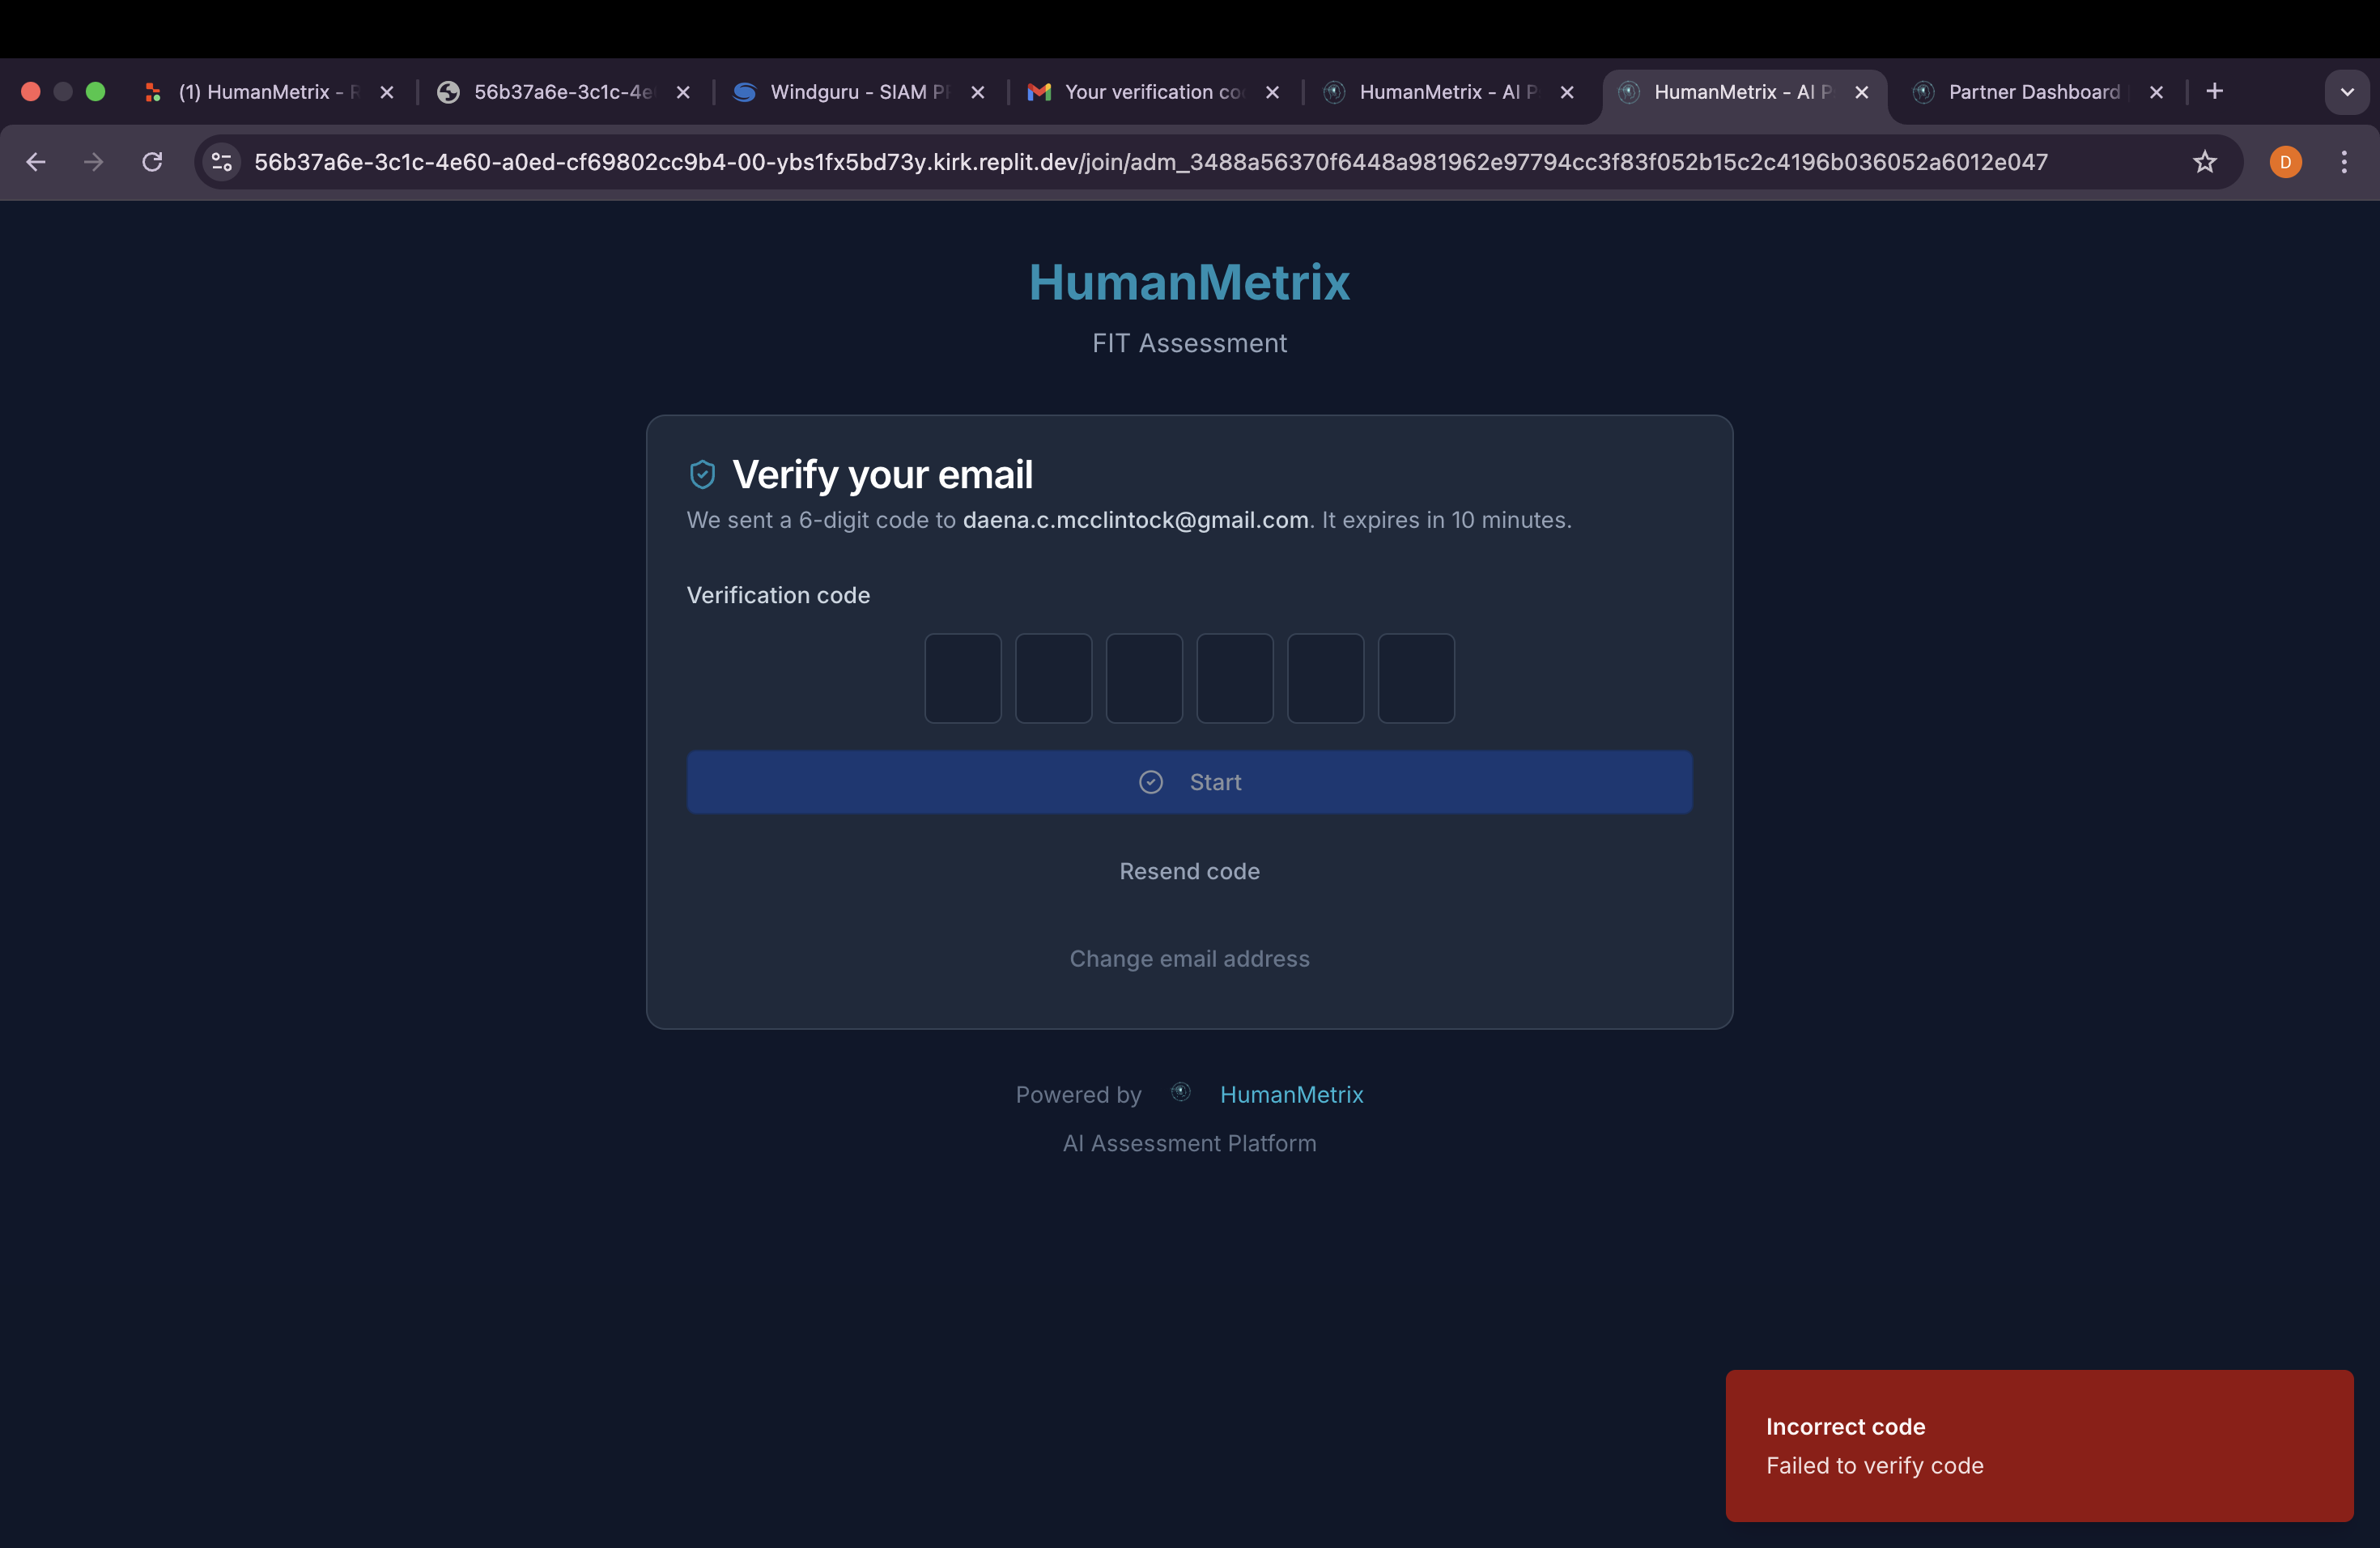 (1) HumanMetrix - R
56b37a6e-3c1c-4e
Windguru - SIAM P
Your verification co
HumanMetrix - AI P
HumanMetrix - AI P
Partner Dashboard
56b37a6e-3c1c-4e60-a0ed-cf69802cc9b4-00-ybs1fx5bd73y.kirk.replit.dev/join/adm_3488a56370f6448a981962e97794cc3f83f052b15c2c4196b036052a6012e047
D
HumanMetrix
FIT Assessment
Verify your email
We sent a 6-digit code to daena.c.mcclintock@gmail.com. It expires in 10 minutes.
Verification code
Start
Resend code
Change email address
Powered by HumanMetrix
AI Assessment Platform
Incorrect code
Failed to verify code